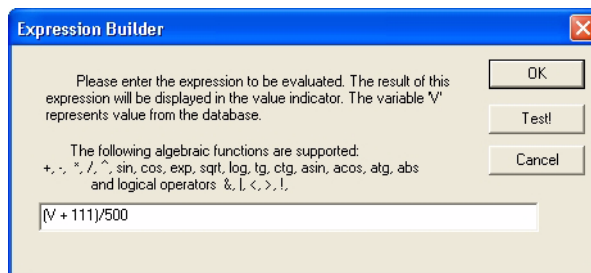 Expression Builder
Please enter the expression to be evaluated. The result of this
expression will be displayed in the value indicator. The variable 'V'
represents value from the database.
The following algebraic functions are supported:
+, -, *, /, ^, sin, cos, exp, sqrt, log, tg, ctg, asin, acos, atg, abs
and logical operators &, |, <, >, !,
(V + 111)/500
OK
Test!
Cancel